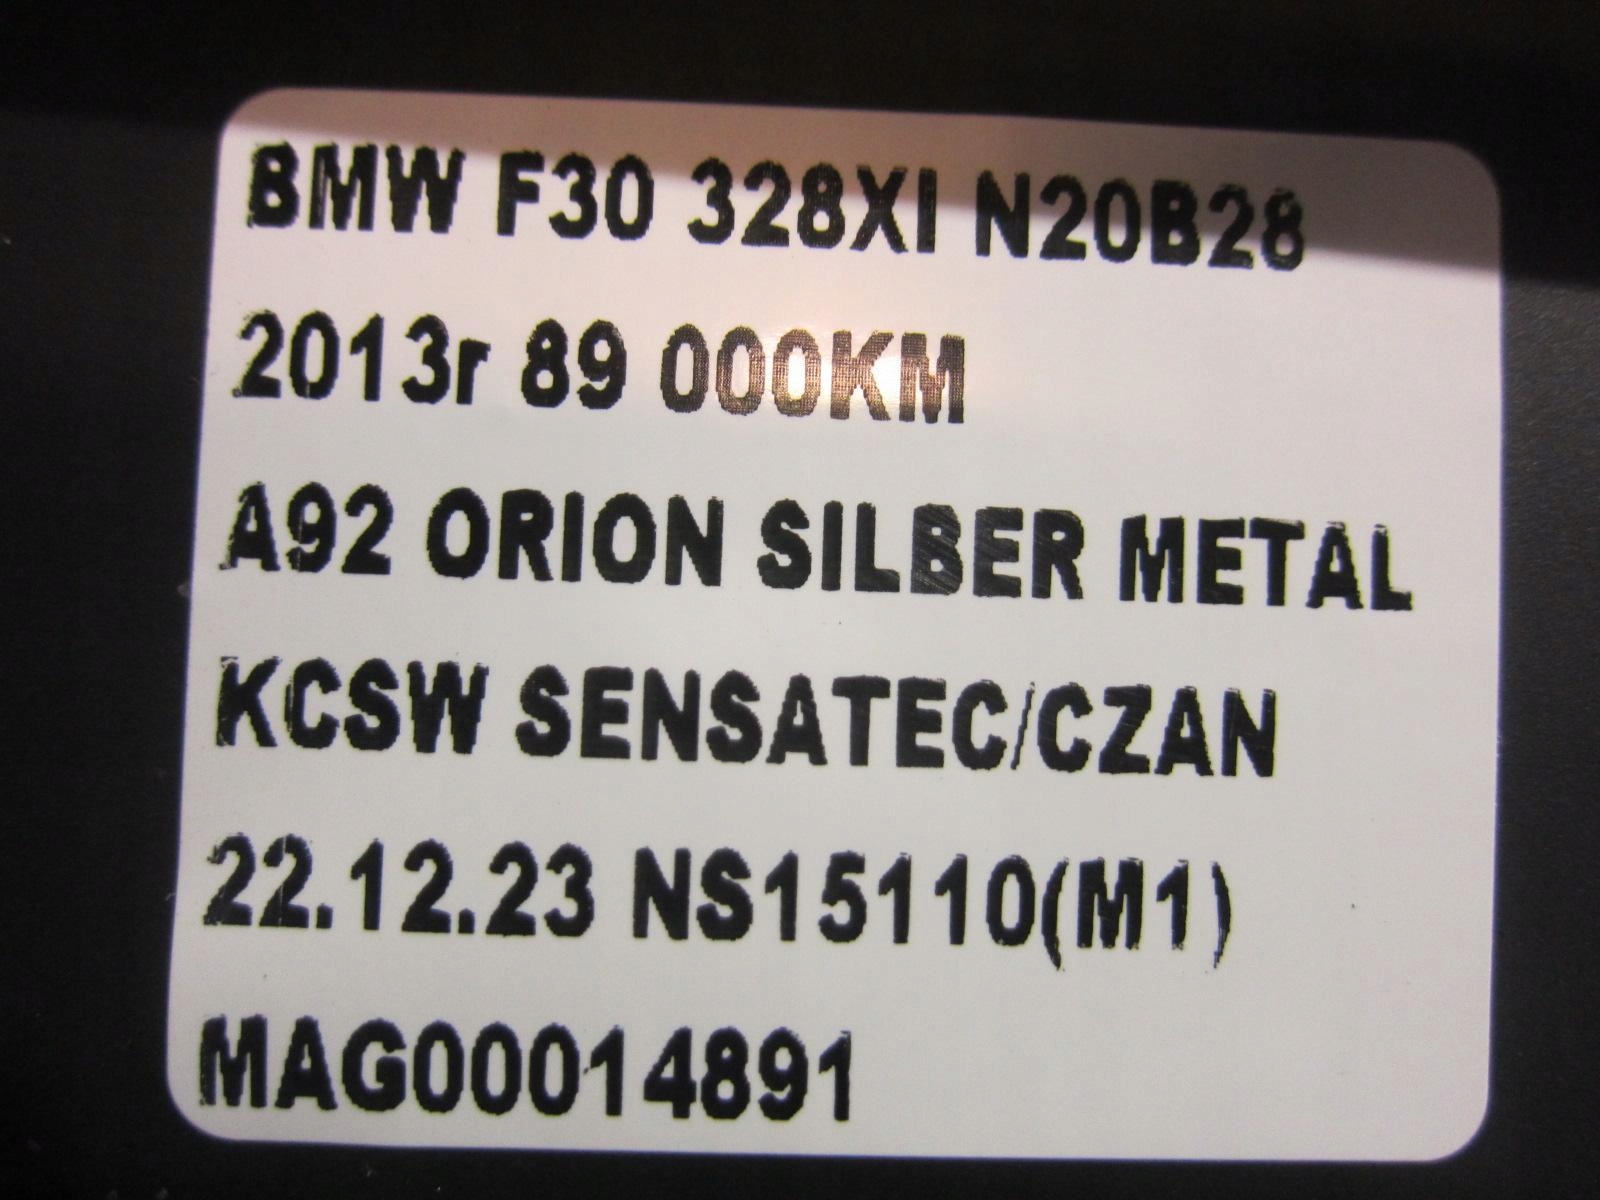 BMW F30 328XI N20B28
2013r 89 000KM
A92 ORION SILBER METAL
KCSW SENSATEC/CZAN
22.12.23 NS15110(M1)
MAG00014891